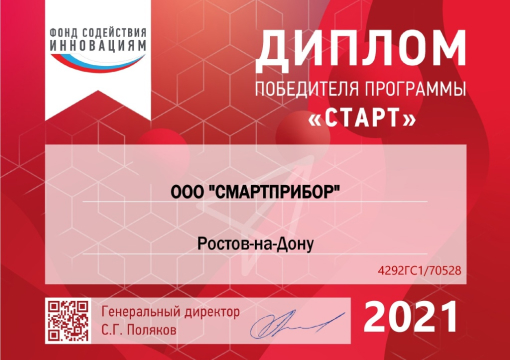 ФОНД СОДЕЙСТВИЯ
ИННОВАЦИЯМ
ДИПЛОМ
ПОБЕДИТЕЛЯ ПРОГРАММЫ
«СТАРТ»
ООО "СМАРТПРИБОР"
Ростов-на-Дону
4292ГС1/70528
Генеральный директор
С.Г. Поляков
2021